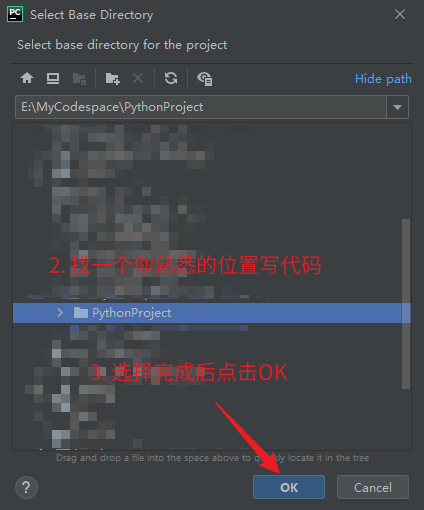 PC
Select Base Directory
Select base directory for the project
Hide path
E:\MyCodespace\PythonProject
2. 找一个你熟悉的位置写代码
PythonProject
3. 选择完成后点击OK
Drag and drop a file into the space above to quickly locate it in the tree
?
OK
Cancel